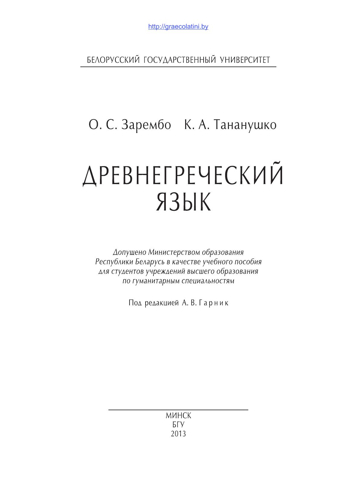 http://graecolatini.by
БЕЛОРУССКИЙ ГОСУДАРСТВЕННЫЙ УНИВЕРСИТЕТ
О. С. Зарембо К. А. Тананушко
ДРЕВНЕГРЕЧЕСКИЙ
ЯЗЫК
Допущено Министерством образования
Республики Беларусь в качестве учебного пособия
для студентов учреждений высшего образования
по гуманитарным специальностям
Под редакцией А. В. Гарник
МИНСК
БГУ
2013